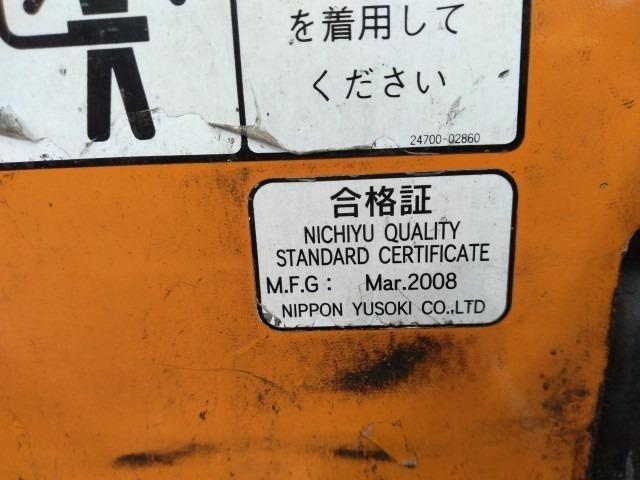 を着用して
ください
24700-02860
合格証
NICHIYU QUALITY
STANDARD CERTIFICATE
M.F.G : Mar.2008
NIPPON YUSOKI CO.,LTD